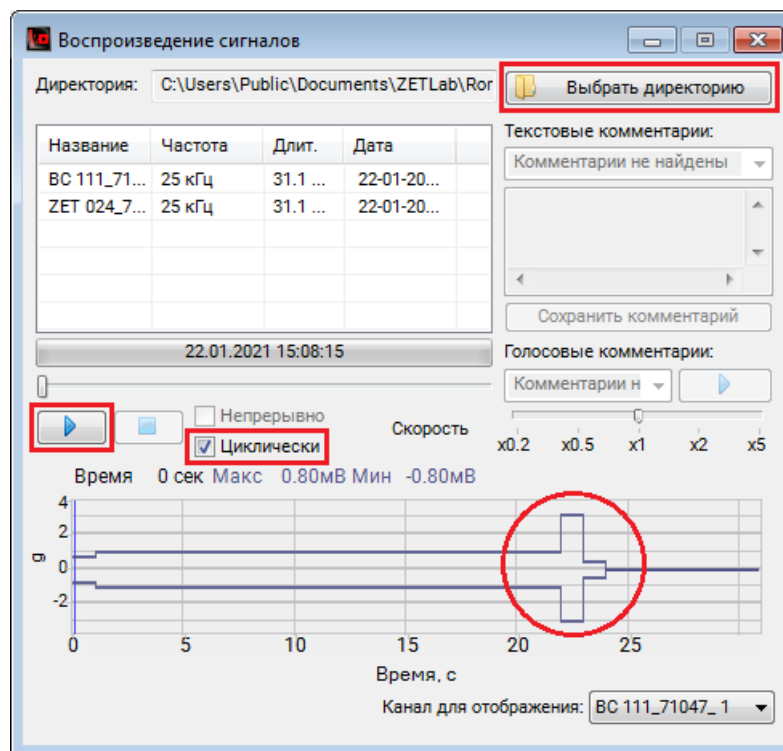 Воспроизведение сигналов
Директория: C:\Users\Public\Documents\ZETLab\Ror
Выбрать директорию
Название Частота Длит. Дата
BC 111_71... 25 кГц 31.1 ... 22-01-20...
ZET 024_7... 25 кГц 31.1 ... 22-01-20...
Текстовые комментарии:
Комментарии не найдены
Сохранить комментарий
22.01.2021 15:08:15
Голосовые комментарии:
Комментарии н
Непрерывно
Циклически
Скорость
x0.2 x0.5 x1 x2 x5
Время 0 сек Макс 0.80мВ Мин -0.80мВ
g
4
2
0
-2
0 5 10 15 20 25
Время, с
Канал для отображения: BC 111_71047_ 1